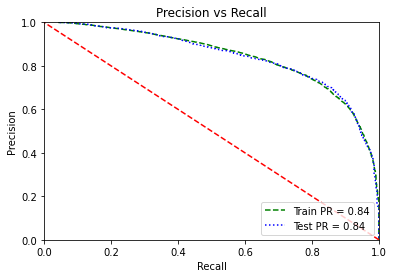 Precision vs Recall
1.0
0.8
0.6
0.4
0.2
0.0
Precision
Train PR = 0.84
Test PR = 0.84
0.0 0.2 0.4 0.6 0.8 1.0
Recall